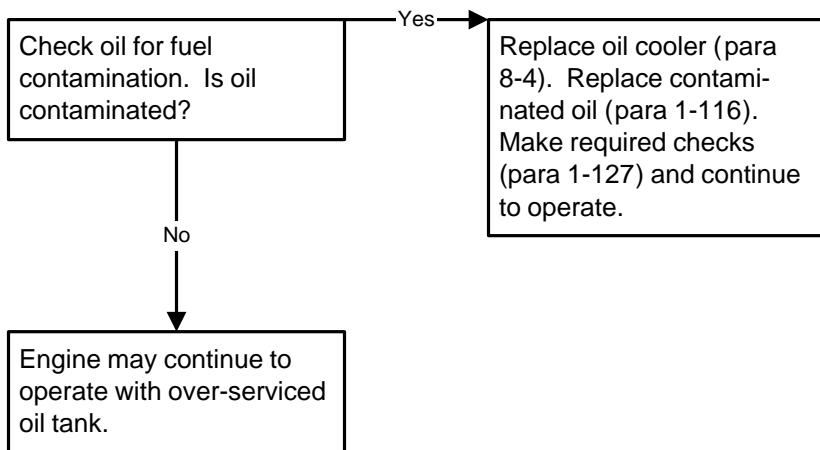 Check oil for fuel
contamination.  Is oil
contaminated?
Yes
Replace oil cooler (para
8-4).  Replace contami-
nated oil (para 1-116).
Make required checks
(para 1-127) and continue
to operate.
No
Engine may continue to
operate with over-serviced
oil tank.